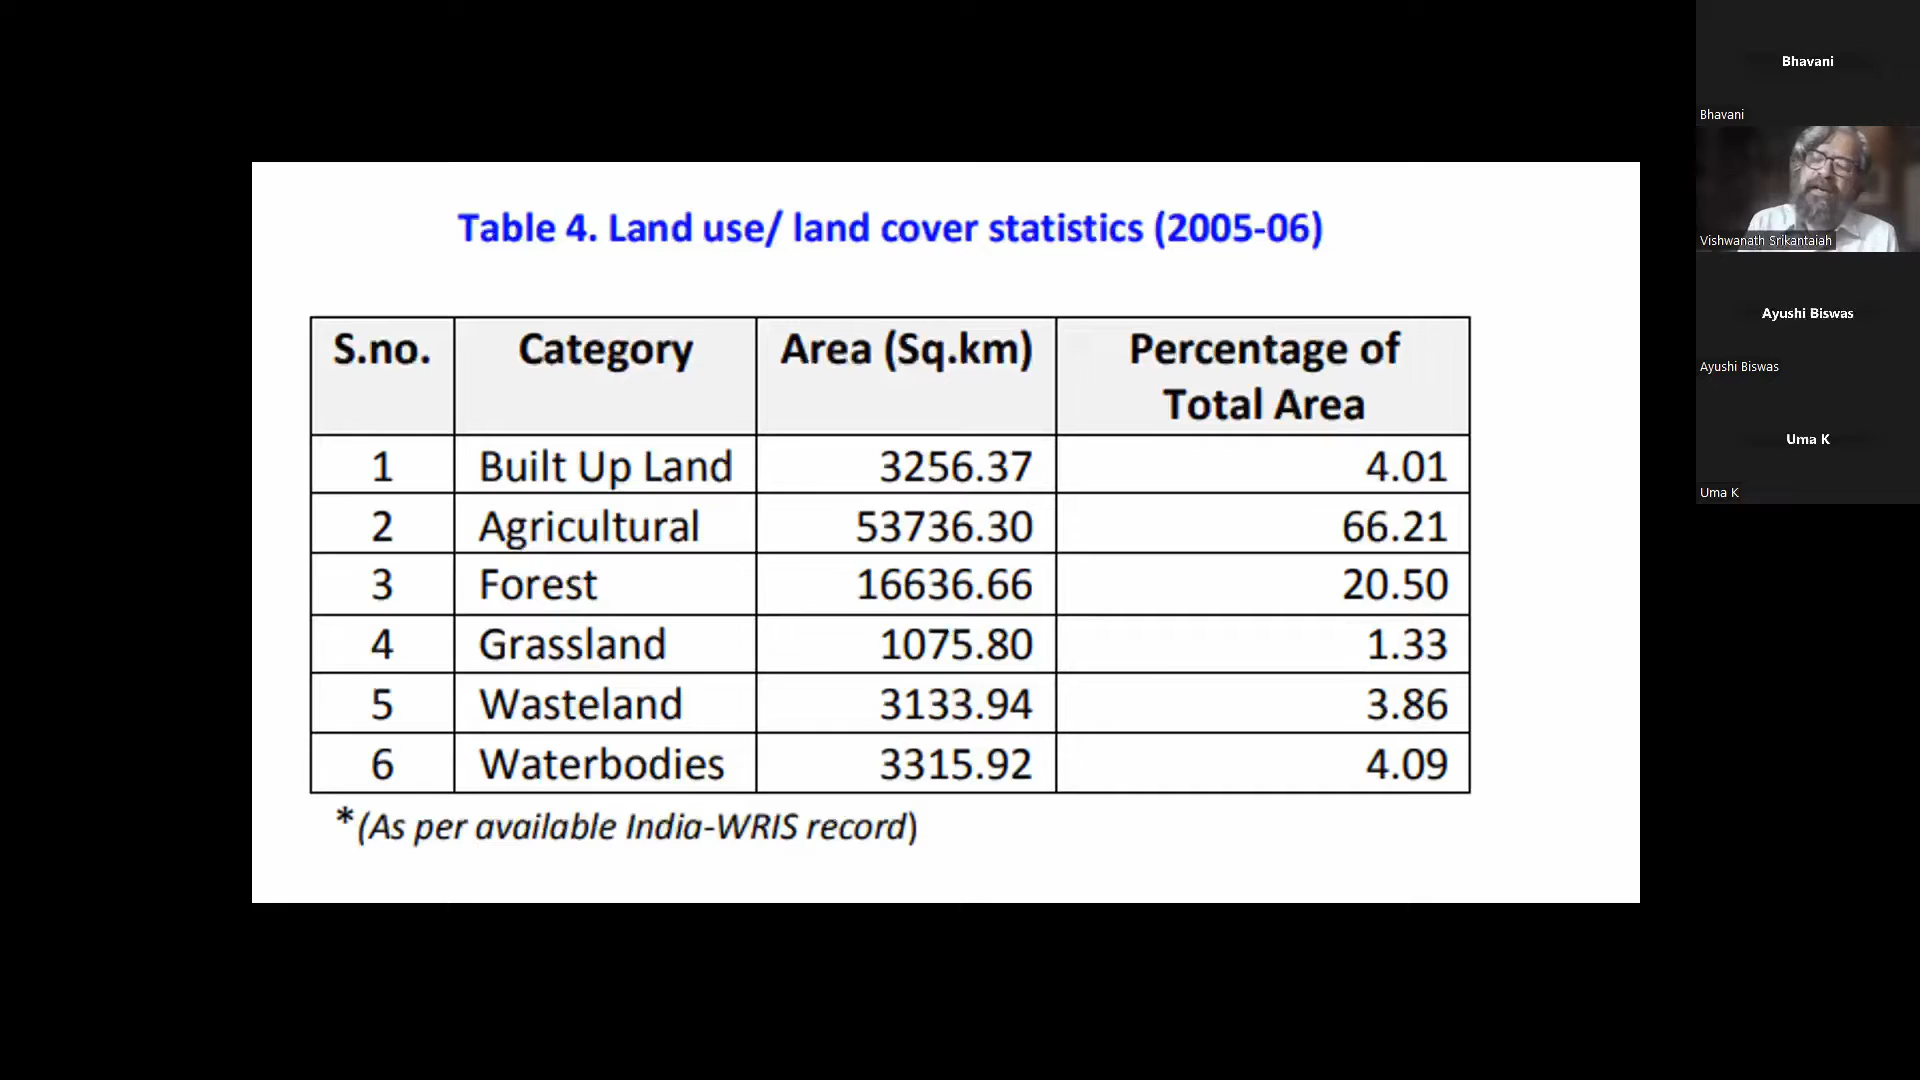 Table 4. Land use/ land cover statistics (2005-06)
S.no. Category Area (Sq.km) Percentage of Total Area
1 Built Up Land 3256.37 4.01
2 Agricultural 53736.30 66.21
3 Forest 16636.66 20.50
4 Grassland 1075.80 1.33
5 Wasteland 3133.94 3.86
6 Waterbodies 3315.92 4.09
*(As per available India-WRIS record)
Bhavani
Bhavani
Vishwanath Srikantaiah
Ayushi Biswas
Ayushi Biswas
Uma K
Uma K